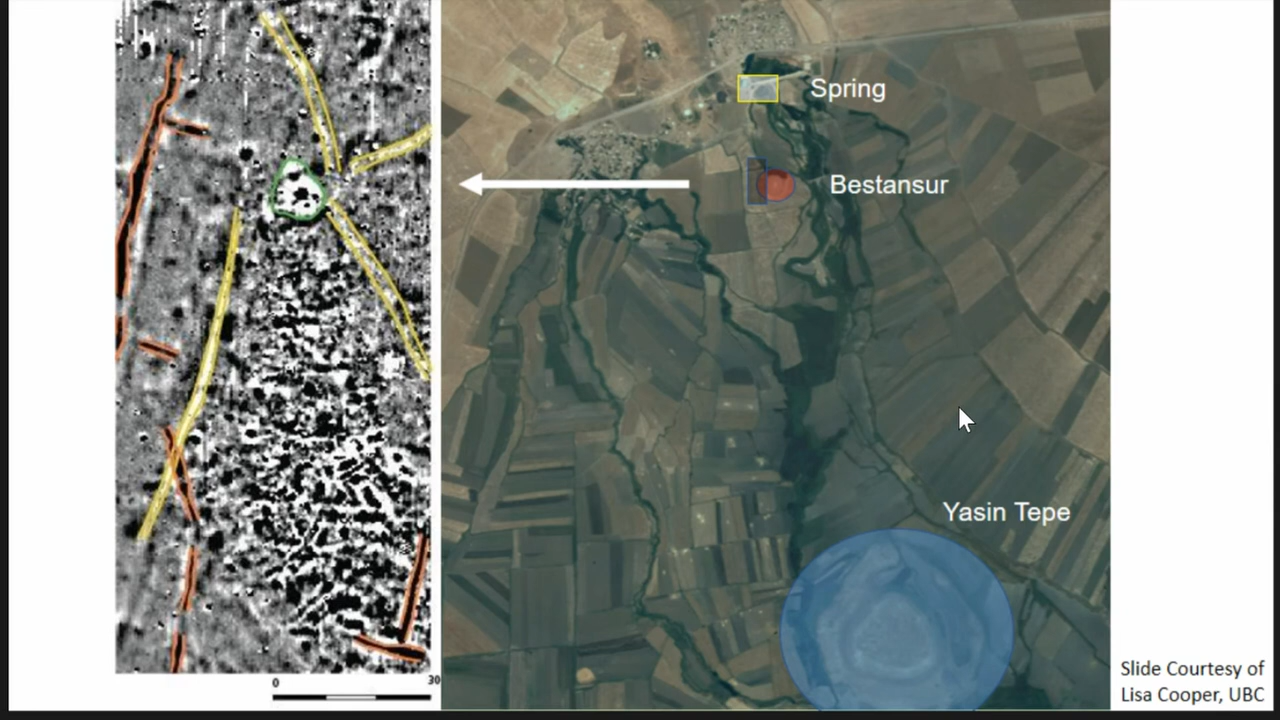 Spring
Bestansur
Yasin Tepe
Slide Courtesy of
Lisa Cooper, UBC
0
30